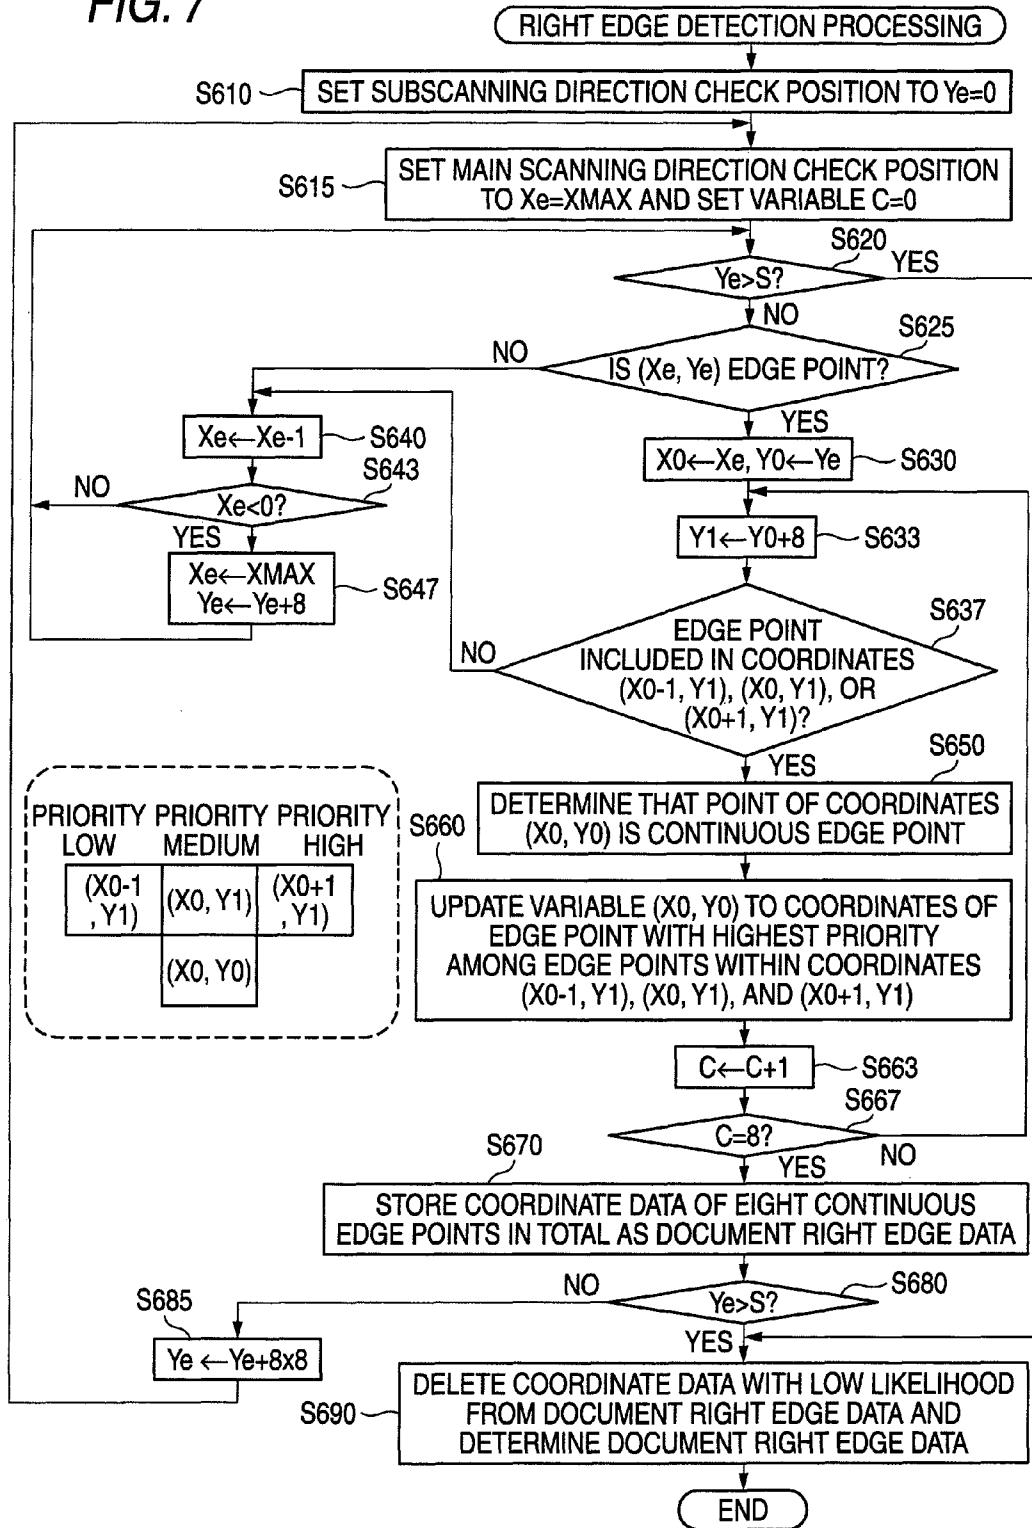 FIG. 7
RIGHT EDGE DETECTION PROCESSING
S610
SET SUBSCANNING DIRECTION CHECK POSITION TO Ye=0
S615
SET MAIN SCANNING DIRECTION CHECK POSITION
TO Xe=XMAX AND SET VARIABLE C=0
S620
Ye>S?
YES
NO
S625
IS (Xe, Ye) EDGE POINT?
NO
YES
Xe←Xe-1
S640
X0←Xe, Y0←Ye
S630
S643
Xe<0?
NO
YES
Y1←Y0+8
S633
Xe←XMAX
Ye←Ye+8
S647
S637
EDGE POINT
INCLUDED IN COORDINATES
(X0-1, Y1), (X0, Y1), OR
(X0+1, Y1)?
NO
YES
S650
DETERMINE THAT POINT OF COORDINATES
(X0, Y0) IS CONTINUOUS EDGE POINT
PRIORITY PRIORITY PRIORITY
LOW MEDIUM HIGH
(X0-1
, Y1)
(X0, Y1)
(X0+1
, Y1)
(X0, Y0)
S660
UPDATE VARIABLE (X0, Y0) TO COORDINATES OF
EDGE POINT WITH HIGHEST PRIORITY
AMONG EDGE POINTS WITHIN COORDINATES
(X0-1, Y1), (X0, Y1), AND (X0+1, Y1)
C←C+1
S663
S667
C=8?
NO
YES
S670
STORE COORDINATE DATA OF EIGHT CONTINUOUS
EDGE POINTS IN TOTAL AS DOCUMENT RIGHT EDGE DATA
S680
Ye>S?
NO
YES
S685
Ye ←Ye+8x8
S690
DELETE COORDINATE DATA WITH LOW LIKELIHOOD
FROM DOCUMENT RIGHT EDGE DATA AND
DETERMINE DOCUMENT RIGHT EDGE DATA
END